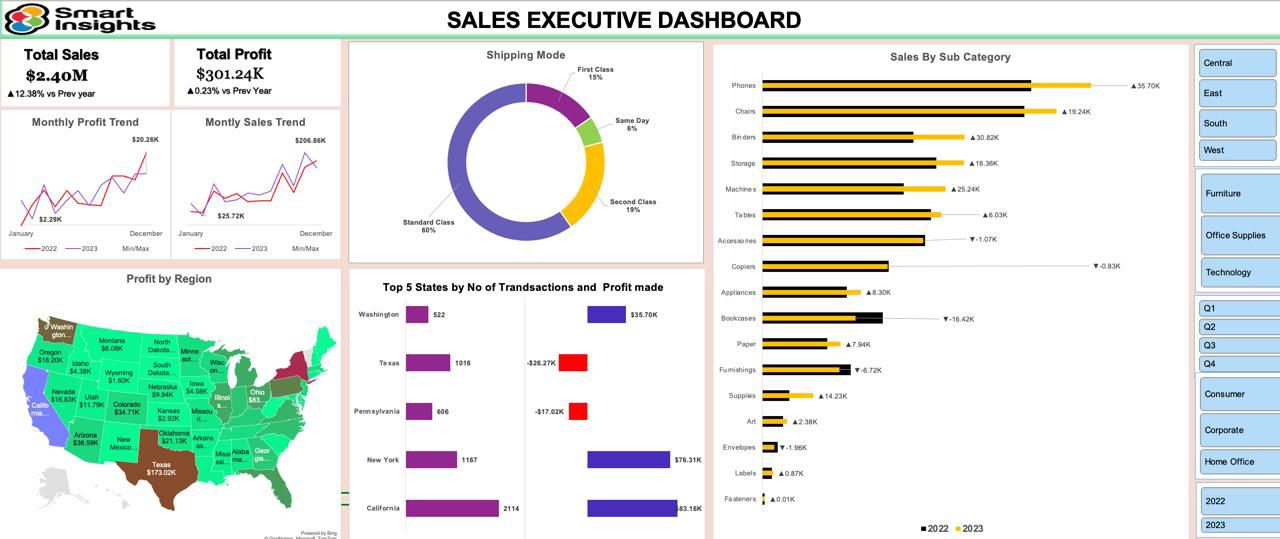 Smart
Insights
SALES EXECUTIVE DASHBOARD
Total Sales
$2.40M
▲12.38% vs Prev year
Total Profit
$301.24K
▲0.23% vs Prev year
Monthly Profit Trend
$20.26K
$2.29K
January
December
2022
2023
Min/Max
Montly Sales Trend
$206.86K
$25.72K
January
December
2022
2023
Min/Max
Shipping Mode
First Class
15%
Same Day
6%
Second Class
19%
Standard Class
60%
Profit by Region
Washin
gton...
Oregon
$18.20K
Califo
rnia...
Nevada
$16.83K
Idaho
$4.38K
Montana
$6.08K
Wyoming
$1.60K
Utah
$11.79K
Arizona
$36.59K
Colorado
$34.71K
New
Mexico...
North
Dakota...
South
Dakota...
Nebraska
$9.94K
Kansas
$2.92K
Oklahoma
$21.13K
Texas
$173.02K
Minne
sot...
Iowa
$4.58K
Missou
ri...
Arkans
as...
Wisc
on...
Illinoi
s...
Missi
ssi...
Alaba
ma...
Geor
gia...
Ohio
$83...
Powered by Bing
Top 5 States by No of Trandsactions and Profit made
Washington
522
$35.70K
Texas
1016
-$26.27K
Pennsylvania
606
-$17.02K
New York
1167
$76.31K
California
2114
$83.16K
Sales By Sub Category
Phones
▲35.70K
Chairs
▲19.24K
Binders
▲30.82K
Storage
▲16.36K
Machines
▲25.24K
Tables
▲6.03K
Accessories
▼-1.07K
Copiers
▼-0.83K
Appliances
▲8.30K
Bookcases
▼-16.42K
Paper
▲7.94K
Furnishings
▼-6.72K
Supplies
▲14.23K
Art
▲2.38K
Envelopes
▼-1.96K
Labels
▲0.87K
Fasteners
▲0.01K
2022
2023
Central
East
South
West
Furniture
Office Supplies
Technology
Q1
Q2
Q3
Q4
Consumer
Corporate
Home Office
2022
2023